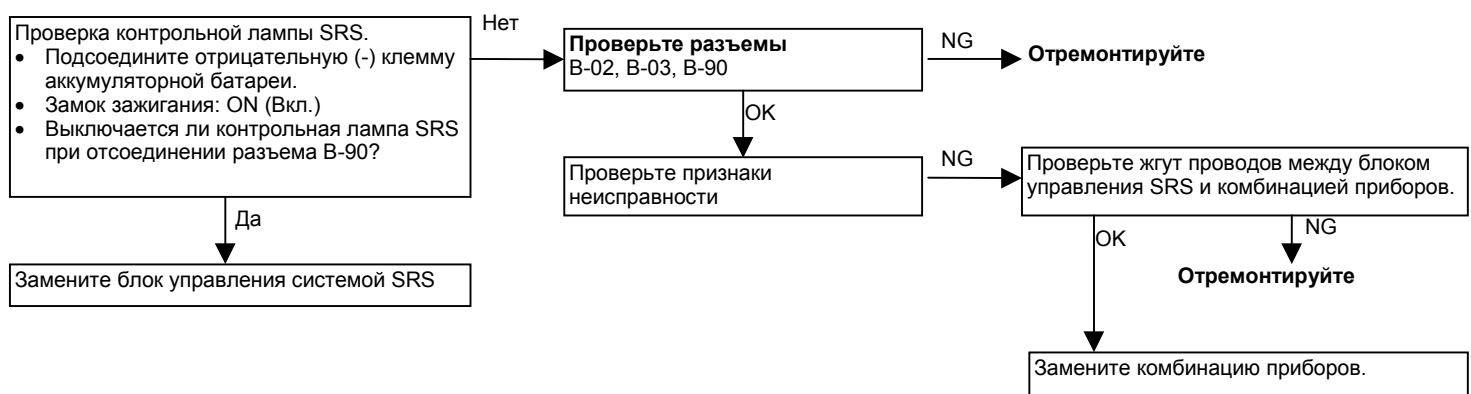 Проверка контрольной лампы SRS.
• Подсоедините отрицательную (-) клемму
аккумуляторной батареи.
• Замок зажигания: ON (Вкл.)
• Выключается ли контрольная лампа SRS
при отсоединении разъема B-90?
Нет
Проверьте разъемы
B-02, B-03, B-90
NG
Отремонтируйте
OK
Проверьте признаки
неисправности
NG
Проверьте жгут проводов между блоком
управления SRS и комбинацией приборов.
Да
Замените блок управления системой SRS
OK
NG
Отремонтируйте
Замените комбинацию приборов.